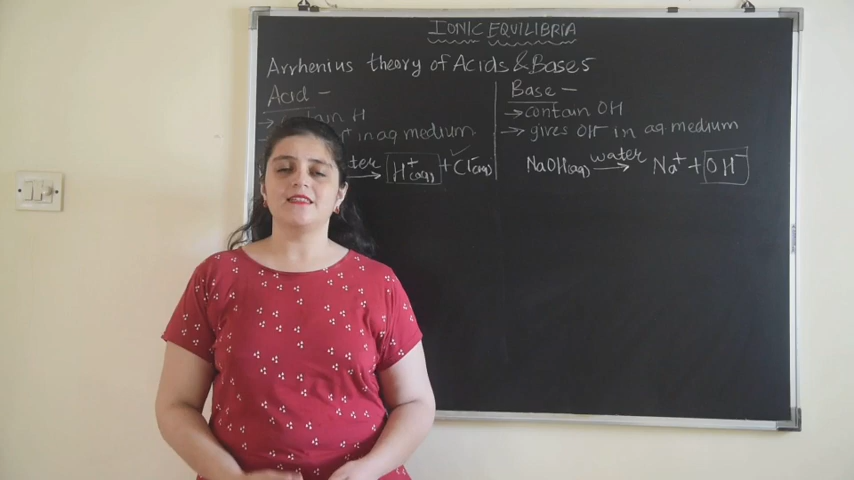 IONIC EQUILIBRIA
Arrhenius theory of Acids & Bases
Acid -
→ contain H
in aq medium
→ H⁺(aq) + Cl⁻(aq)
Base -
→ contain OH
→ gives OH⁻ in aq. medium
NaOH(aq) water → Na⁺ + OH⁻